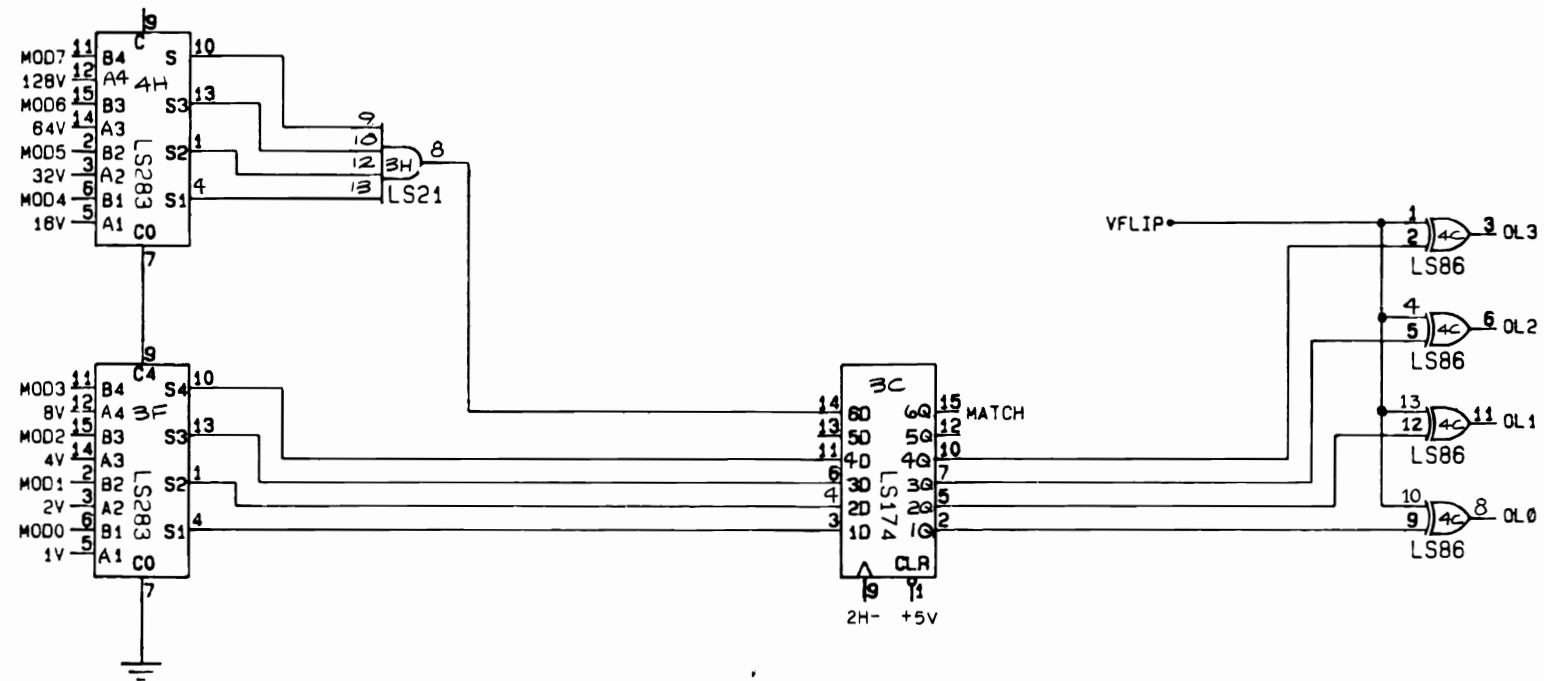 9
C
MOD7 11 B4 S 10
128V 12 A4 4H
MOD6 15 B3 S3 13
64V 14 A3
MOD5 2 B2 S2 1
32V 3 A2
MOD4 6 B1 S1 4
16V 5 A1
LS283
C0
7
9
10
12
13
3H
8
LS21
9
C4
MOD3 11 B4 S4 10
8V 12 A4 3F
MOD2 15 B3 S3 13
4V 14 A3
MOD1 2 B2 S2 1
2V 3 A2
MOD0 6 B1 S1 4
1V 5 A1
LS283
C0
7
3C
14 6D 6Q 15 MATCH
13 5D 5Q 12
11 4D 4Q 10
6 3D 3Q 7
4 2D 2Q 5
3 1D 1Q 2
LS174
CLR
9 1
2H- +5V
VFLIP
1
2 4C 3 OL3
LS86
4
5 4C 6 OL2
LS86
13
12 4C 11 OL1
LS86
10
9 4C 8 OL0
LS86